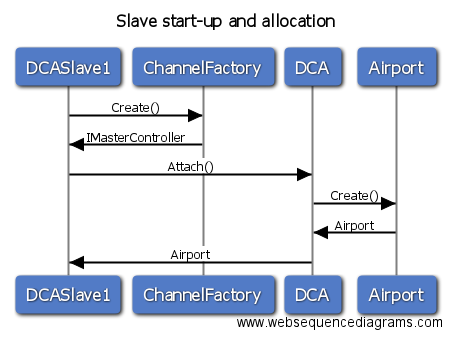 Slave start-up and allocation
DCASlave1 ChannelFactory DCA Airport
Create()
IMasterController
Attach()
Create()
Airport
Airport
DCASlave1 ChannelFactory DCA Airport
www.websequencediagrams.com